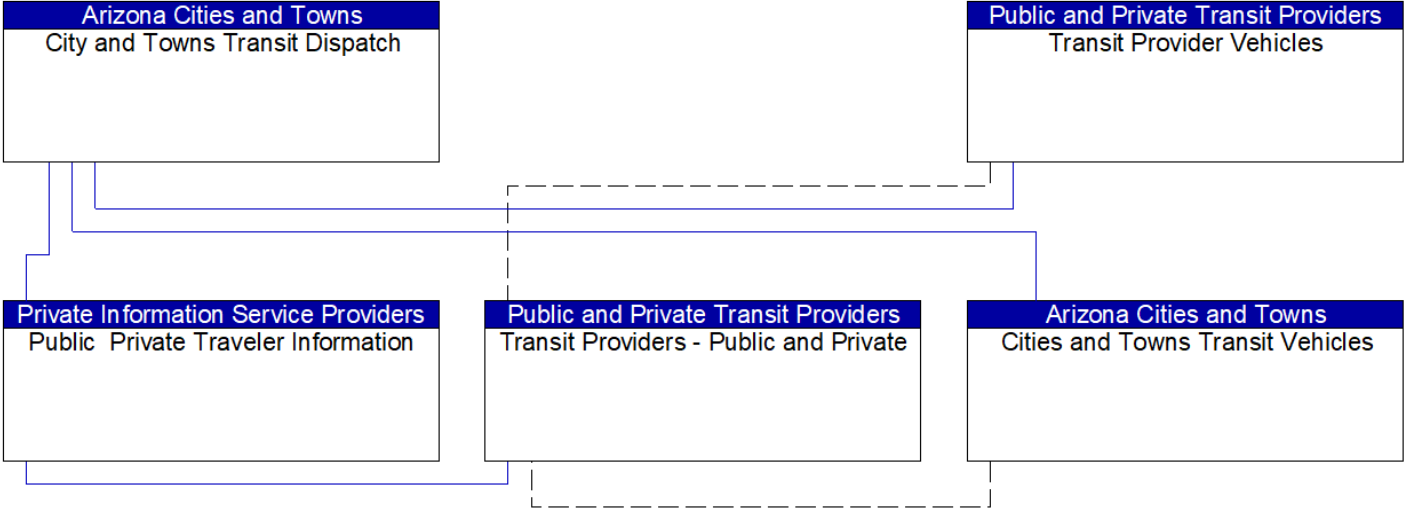 Arizona Cities and Towns
City and Towns Transit Dispatch
Public and Private Transit Providers
Transit Provider Vehicles
Private Information Service Providers
Public  Private Traveler Information
Public and Private Transit Providers
Transit Providers - Public and Private
Arizona Cities and Towns
Cities and Towns Transit Vehicles